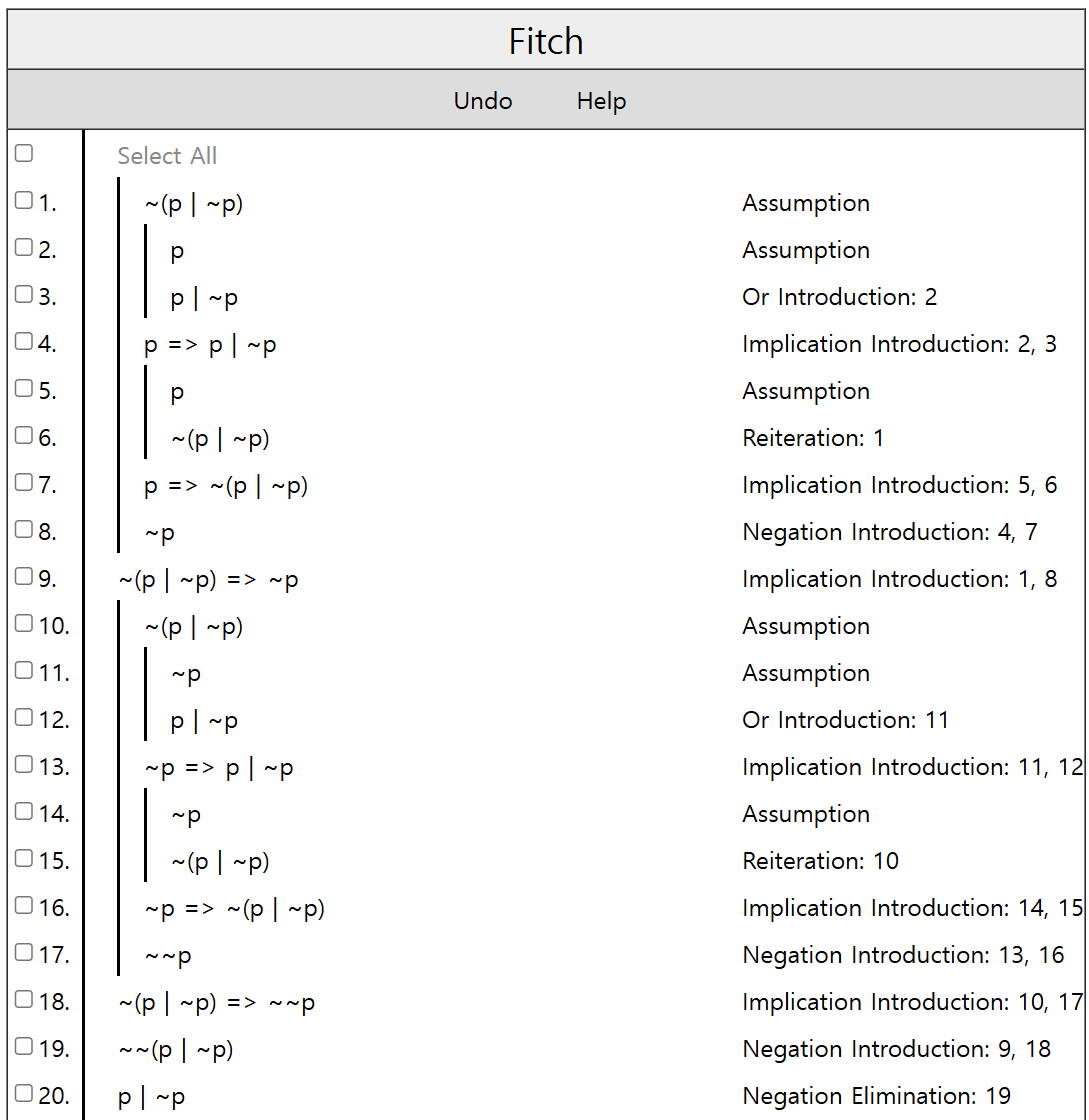 Fitch
Undo Help
Select All
1. ~(p | ~p) Assumption
2. p Assumption
3. p | ~p Or Introduction: 2
4. p => p | ~p Implication Introduction: 2, 3
5. p Assumption
6. ~(p | ~p) Reiteration: 1
7. p => ~(p | ~p) Implication Introduction: 5, 6
8. ~p Negation Introduction: 4, 7
9. ~(p | ~p) => ~p Implication Introduction: 1, 8
10. ~(p | ~p) Assumption
11. ~p Assumption
12. p | ~p Or Introduction: 11
13. ~p => p | ~p Implication Introduction: 11, 12
14. ~p Assumption
15. ~(p | ~p) Reiteration: 10
16. ~p => ~(p | ~p) Implication Introduction: 14, 15
17. ~~p Negation Introduction: 13, 16
18. ~(p | ~p) => ~~p Implication Introduction: 10, 17
19. ~~(p | ~p) Negation Introduction: 9, 18
20. p | ~p Negation Elimination: 19